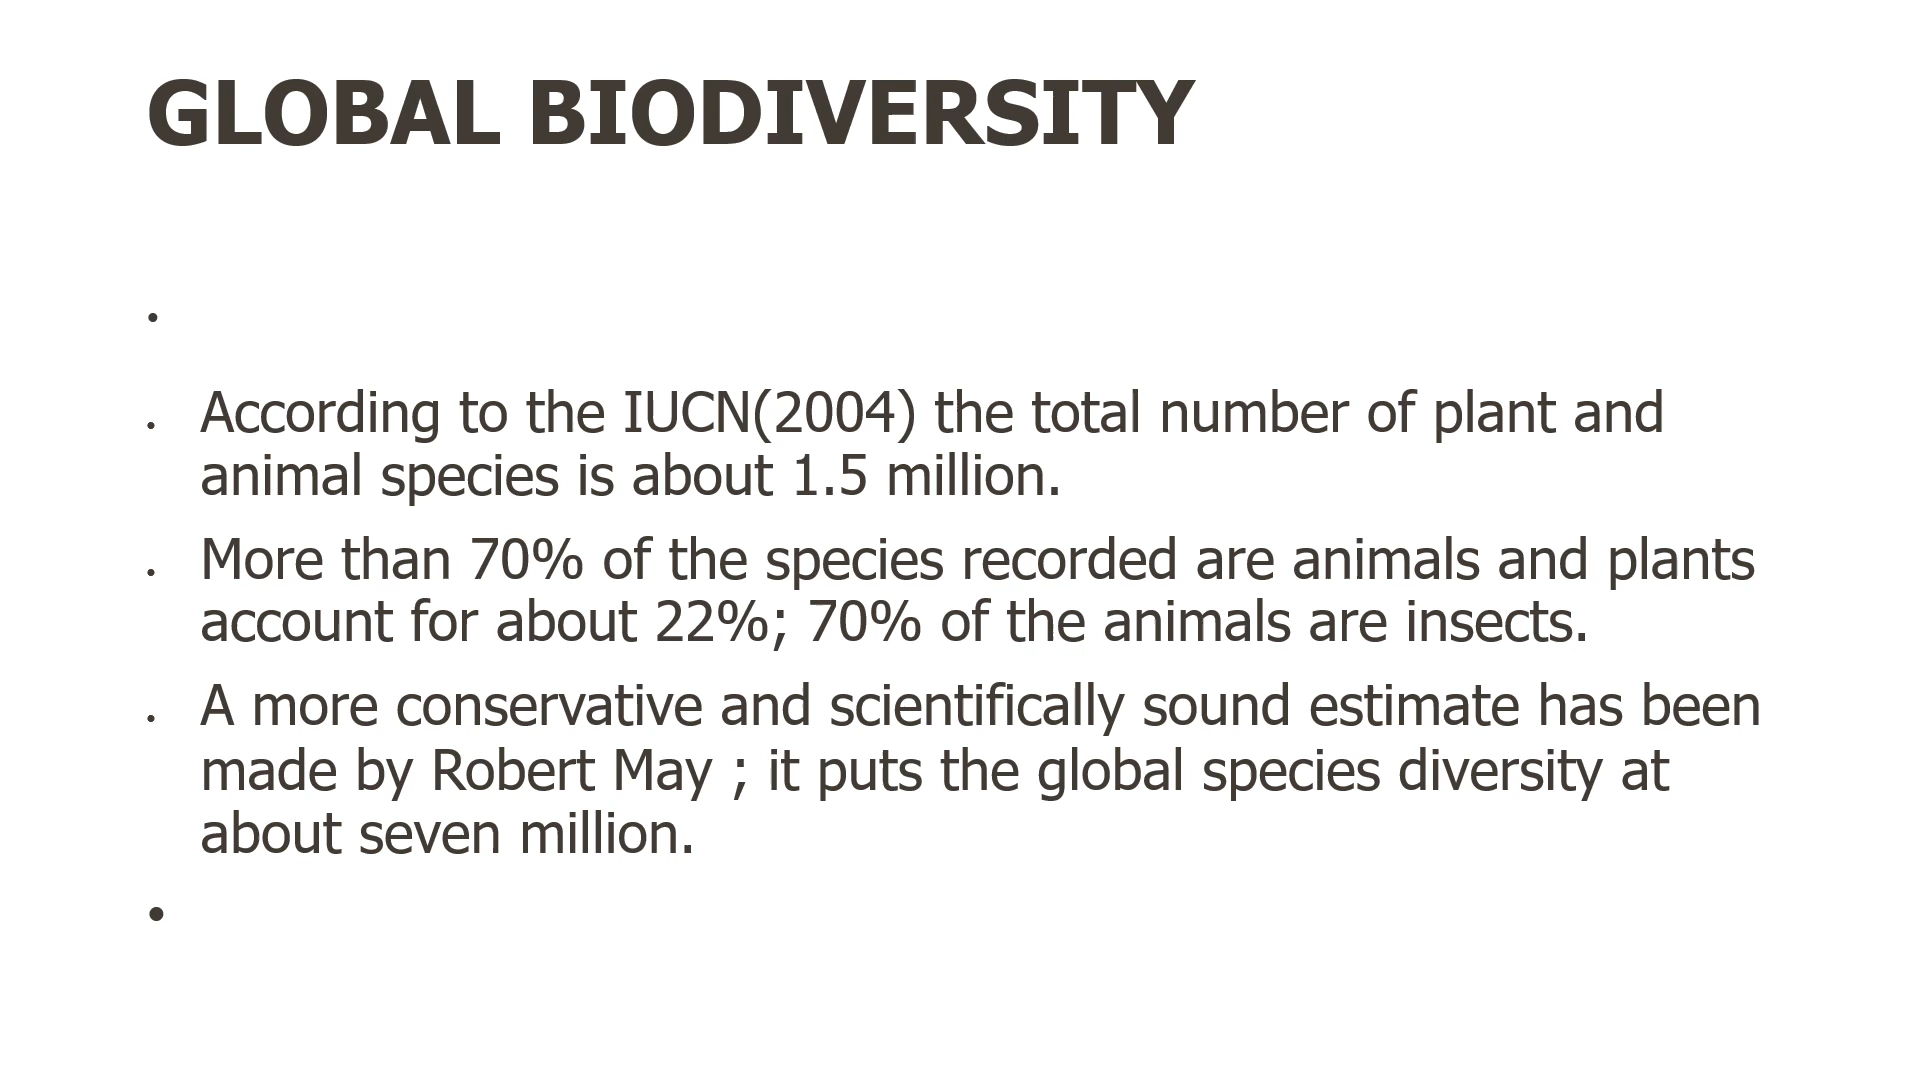 GLOBAL BIODIVERSITY
•
• According to the IUCN(2004) the total number of plant and
animal species is about 1.5 million.
• More than 70% of the species recorded are animals and plants
account for about 22%; 70% of the animals are insects.
• A more conservative and scientifically sound estimate has been
made by Robert May ; it puts the global species diversity at
about seven million.
•